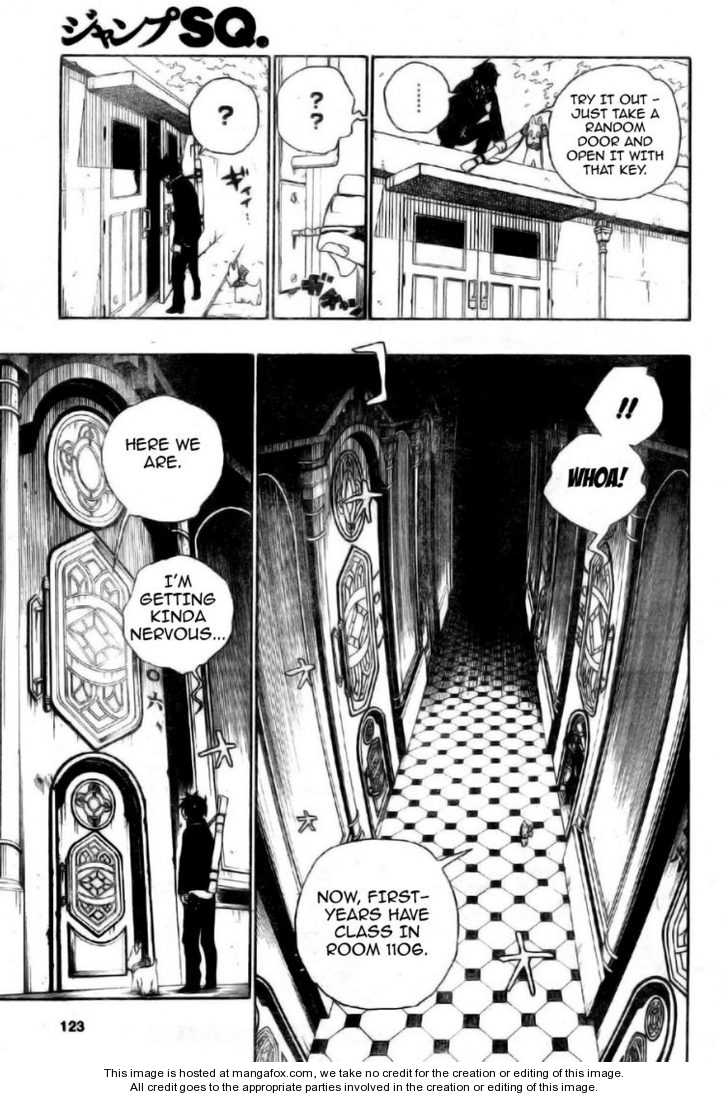 ジャンプSQ.
TRY IT OUT –
JUST TAKE A
RANDOM
DOOR AND
OPEN IT WITH
THAT KEY.
......
?
?
?
ギィ...
!!
WHOA!
HERE WE
ARE.
I'M
GETTING
KINDA
NERVOUS...
NOW, FIRST–
YEARS HAVE
CLASS IN
ROOM 1106.
123
This image is hosted at mangafox.com, we take no credit for the creation or editing of this image.
All credit goes to the appropriate parties involved in the creation or editing of this image.